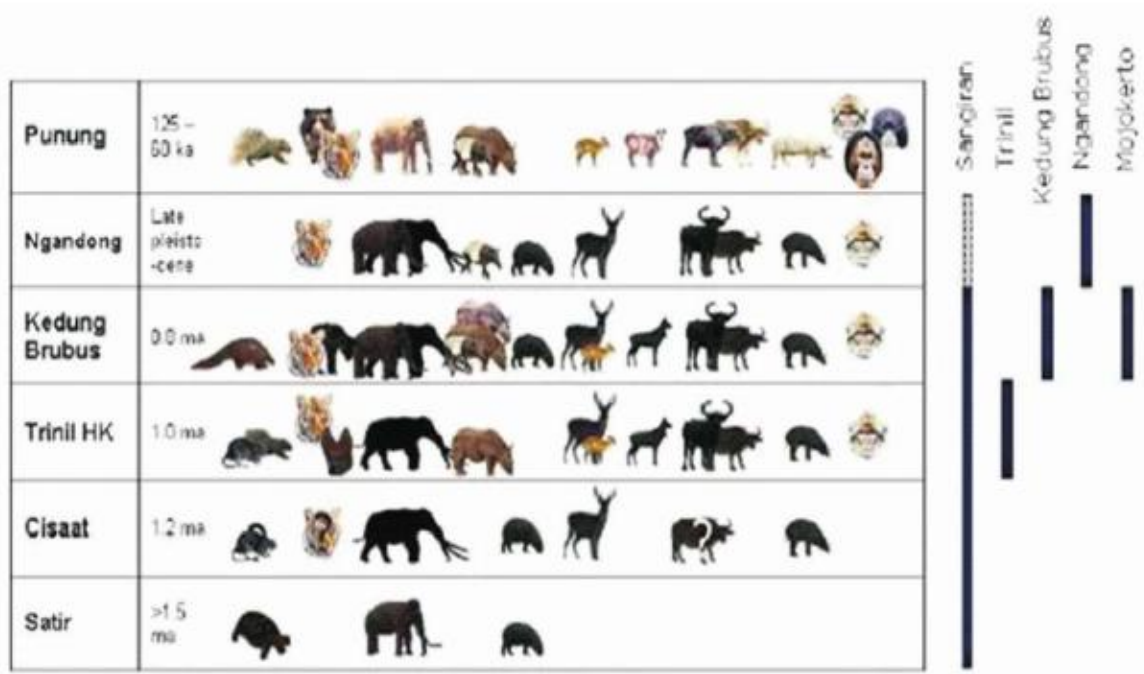 Sangiran
Trinil
Kedung Brubus
Ngandong
Mojokerto
Punung
125 –
60 ka
Ngandong
Late
pleisto
-cene
Kedung
Brubus
0.8 ma
Trinil HK
1.0 ma
Cisaat
1.2 ma
Satir
>1.5
ma